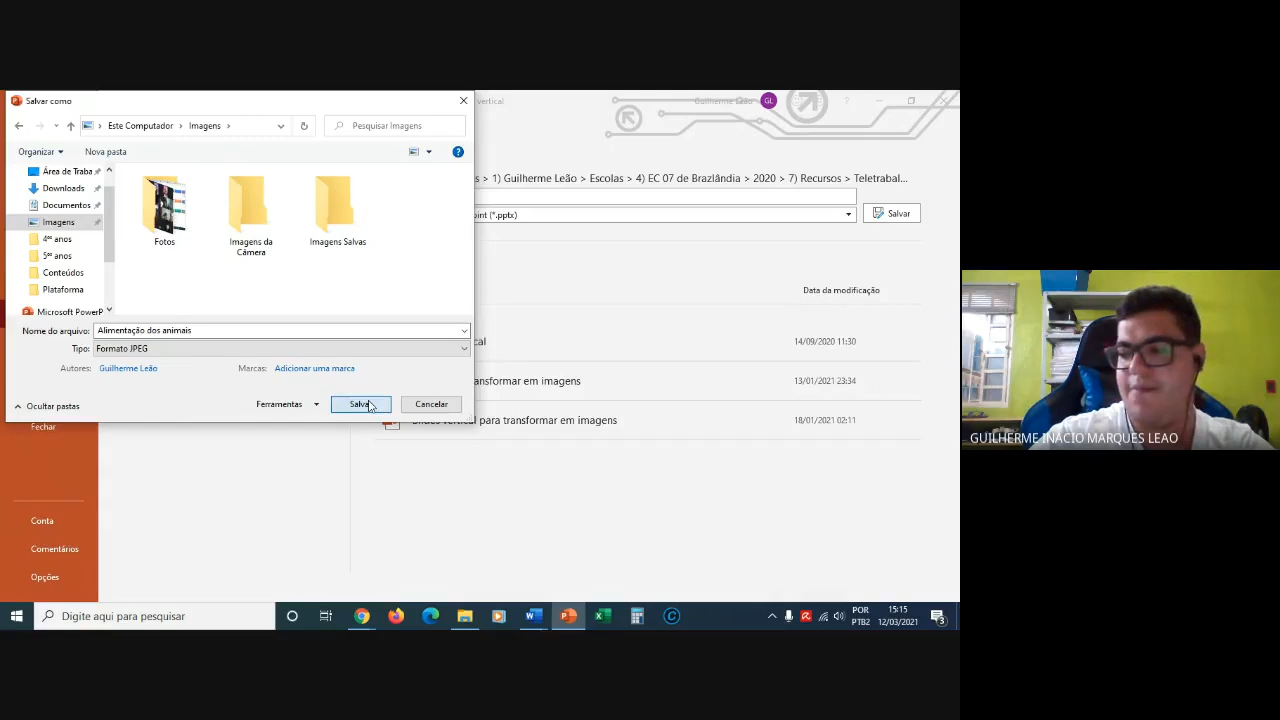 Salvar como
vertical
Guilherme Leão
GL
Este Computador
Imagens
Pesquisar Imagens
Organizar
Nova pasta
Área de Traba
Downloads
Documentos
Imagens
4ºs anos
5ºs anos
Conteúdos
Plataforma
Microsoft PowerP
Fotos
Imagens da Câmera
Imagens Salvas
s > 1) Guilherme Leão > Escolas > 4) EC 07 de Brazlândia > 2020 > 7) Recursos > Teletrabal...
oint (*.pptx)
Salvar
Data da modificação
Nome do arquivo: Alimentação dos animais
Tipo: Formato JPEG
Autores: Guilherme Leão
Marcas: Adicionar uma marca
Ocultar pastas
Ferramentas
Salva
Cancelar
cal
14/09/2020 11:30
ansformar em imagens
13/01/2021 23:34
Slides vertical para transformar em imagens
18/01/2021 02:11
Fechar
Conta
Comentários
Opções
GUILHERME INACIO MARQUES LEAO
Digite aqui para pesquisar
POR
PTB2
15:15
12/03/2021
3